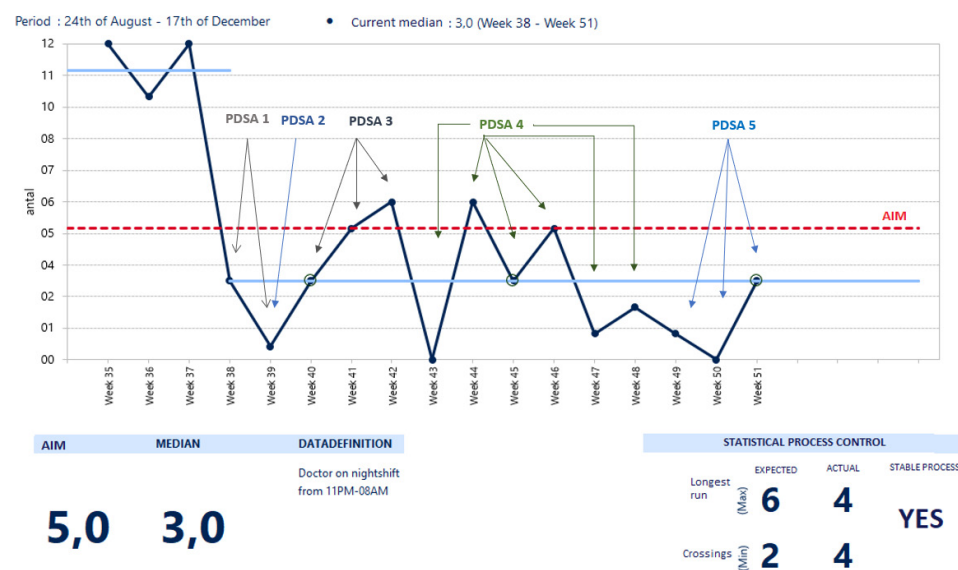 Period : 24th of August - 17th of December
Current median : 3,0 (Week 38 - Week 51)
antal
12
11
10
08
07
06
05
04
02
01
00
PDSA 1
PDSA 2
PDSA 3
PDSA 4
PDSA 5
AIM
Week 35
Week 36
Week 37
Week 38
Week 39
Week 40
Week 41
Week 42
Week 43
Week 44
Week 45
Week 46
Week 47
Week 48
Week 49
Week 50
Week 51
AIM
MEDIAN
DATADEFINITION
Doctor on nightshift
from 11PM-08AM
5,0
3,0
STATISTICAL PROCESS CONTROL
EXPECTED
ACTUAL
STABLE PROCESS
Longest
run
(Max)
6
4
YES
Crossings
(Min)
2
4